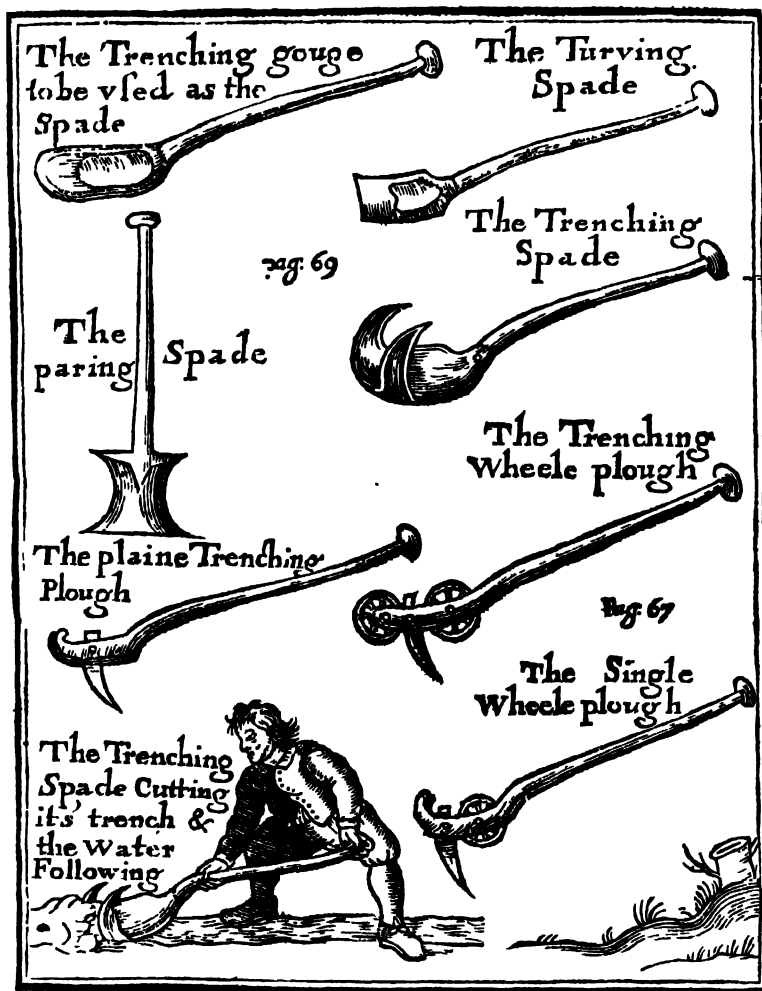 The Trenching gouge
to be vſed as the
Spade
The Turving
Spade
The Trenching
Spade
pag: 69
The
paring
Spade
The Trenching
Wheele plough
The plaine Trenching
Plough
Pag: 67
The Single
Wheele plough
The Trenching
Spade Cutting
it's trench &
the Water
Following